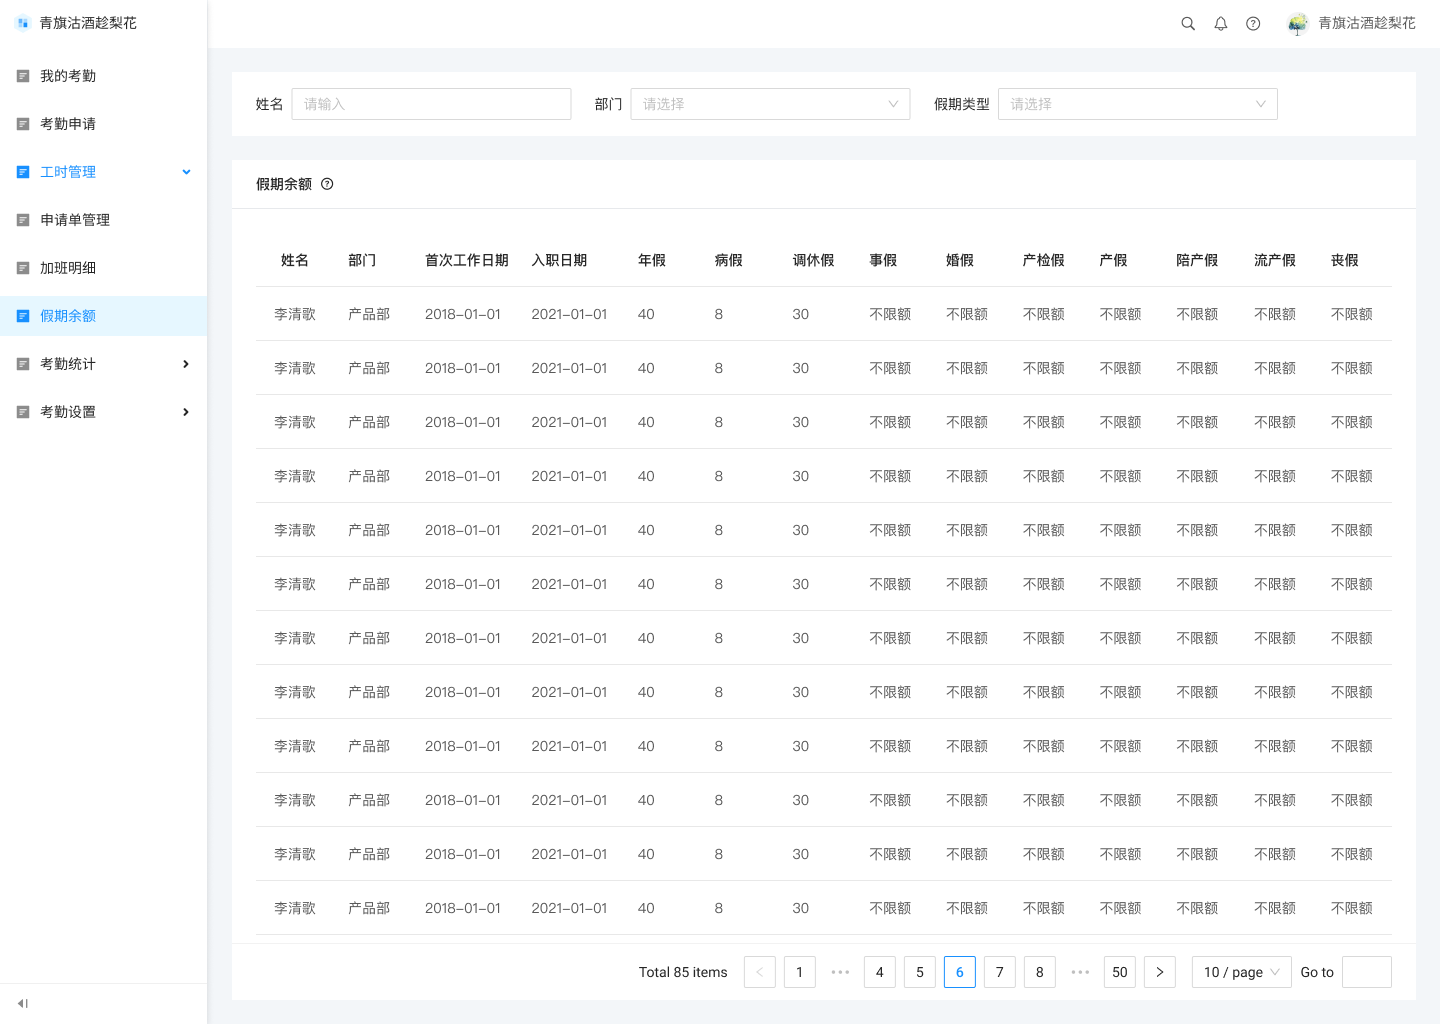 青旗沽酒趁梨花
青旗沽酒趁梨花
我的考勤
考勤申请
工时管理
申请单管理
加班明细
假期余额
考勤统计
考勤设置
姓名 请输入 部门 请选择 假期类型 请选择
假期余额
姓名 部门 首次工作日期 入职日期 年假 病假 调休假 事假 婚假 产检假 产假 陪产假 流产假 丧假
李清歌 产品部 2018-01-01 2021-01-01 40 8 30 不限额 不限额 不限额 不限额 不限额 不限额 不限额
李清歌 产品部 2018-01-01 2021-01-01 40 8 30 不限额 不限额 不限额 不限额 不限额 不限额 不限额
李清歌 产品部 2018-01-01 2021-01-01 40 8 30 不限额 不限额 不限额 不限额 不限额 不限额 不限额
李清歌 产品部 2018-01-01 2021-01-01 40 8 30 不限额 不限额 不限额 不限额 不限额 不限额 不限额
李清歌 产品部 2018-01-01 2021-01-01 40 8 30 不限额 不限额 不限额 不限额 不限额 不限额 不限额
李清歌 产品部 2018-01-01 2021-01-01 40 8 30 不限额 不限额 不限额 不限额 不限额 不限额 不限额
李清歌 产品部 2018-01-01 2021-01-01 40 8 30 不限额 不限额 不限额 不限额 不限额 不限额 不限额
李清歌 产品部 2018-01-01 2021-01-01 40 8 30 不限额 不限额 不限额 不限额 不限额 不限额 不限额
李清歌 产品部 2018-01-01 2021-01-01 40 8 30 不限额 不限额 不限额 不限额 不限额 不限额 不限额
李清歌 产品部 2018-01-01 2021-01-01 40 8 30 不限额 不限额 不限额 不限额 不限额 不限额 不限额
李清歌 产品部 2018-01-01 2021-01-01 40 8 30 不限额 不限额 不限额 不限额 不限额 不限额 不限额
李清歌 产品部 2018-01-01 2021-01-01 40 8 30 不限额 不限额 不限额 不限额 不限额 不限额 不限额
Total 85 items 1 ••• 4 5 6 7 8 ••• 50 10 / page Go to